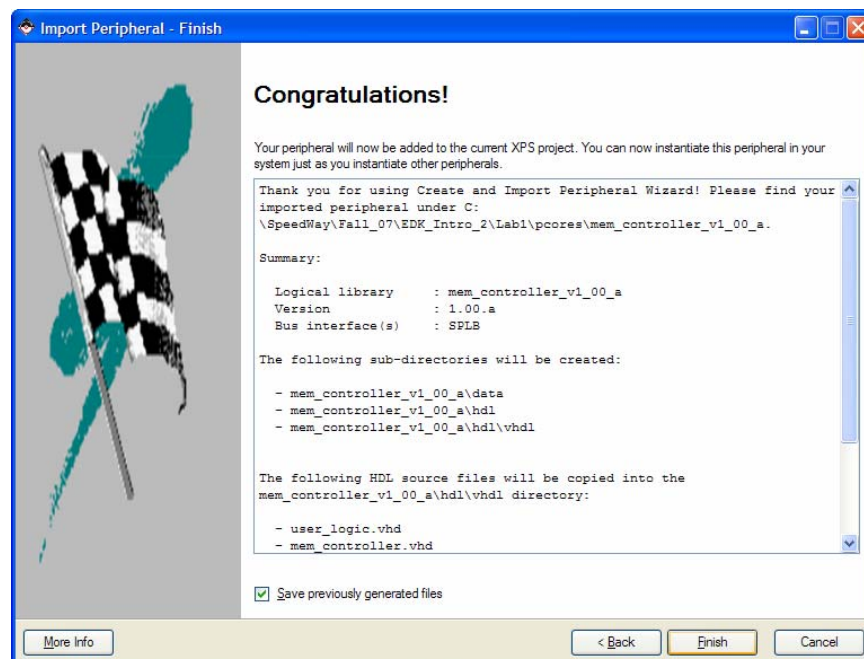 Import Peripheral - Finish
Congratulations!
Your peripheral will now be added to the current XPS project. You can now instantiate this peripheral in your
system just as you instantiate other peripherals.
Thank you for using Create and Import Peripheral Wizard! Please find your
imported peripheral under C:
\SpeedWay\Fall_07\EDK_Intro_2\Lab1\pcores\mem_controller_v1_00_a.
Summary:
Logical library : mem_controller_v1_00_a
Version : 1.00.a
Bus interface(s) : SPLB
The following sub-directories will be created:
- mem_controller_v1_00_a\data
- mem_controller_v1_00_a\hdl
- mem_controller_v1_00_a\hdl\vhdl
The following HDL source files will be copied into the
mem_controller_v1_00_a\hdl\vhdl directory:
- user_logic.vhd
- mem_controller.vhd
Save previously generated files
More Info
< Back
Finish
Cancel